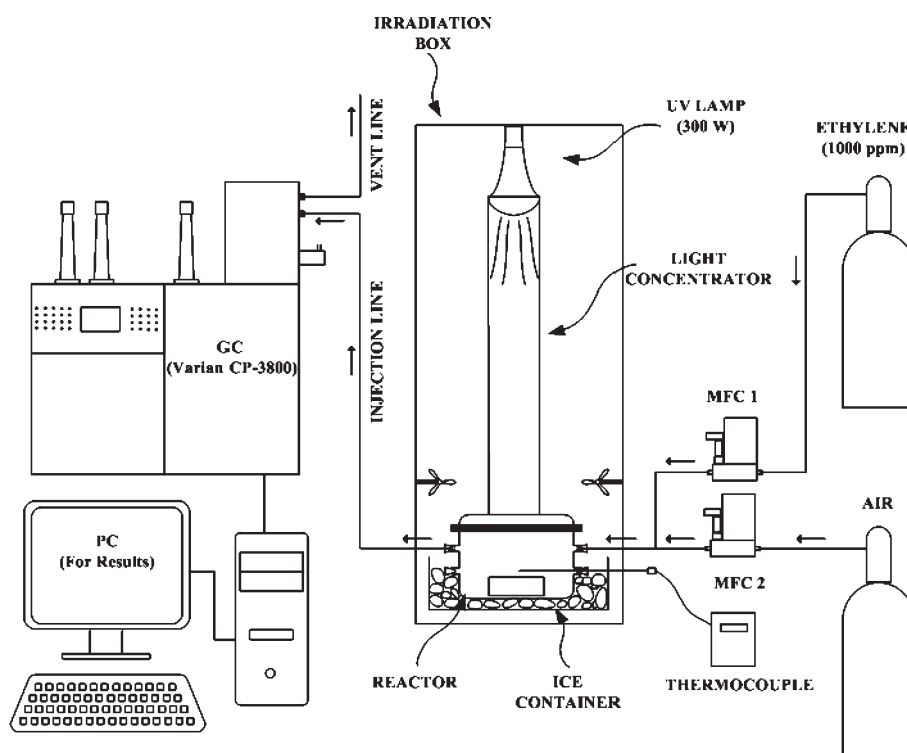 IRRADIATION
BOX
UV LAMP
(300 W)
ETHYLENE
(1000 ppm)
VENT LINE
LIGHT
CONCENTRATOR
GC
(Varian CP-3800)
INJECTION LINE
MFC 1
AIR
PC
(For Results)
MFC 2
REACTOR
ICE
CONTAINER
THERMOCOUPLE